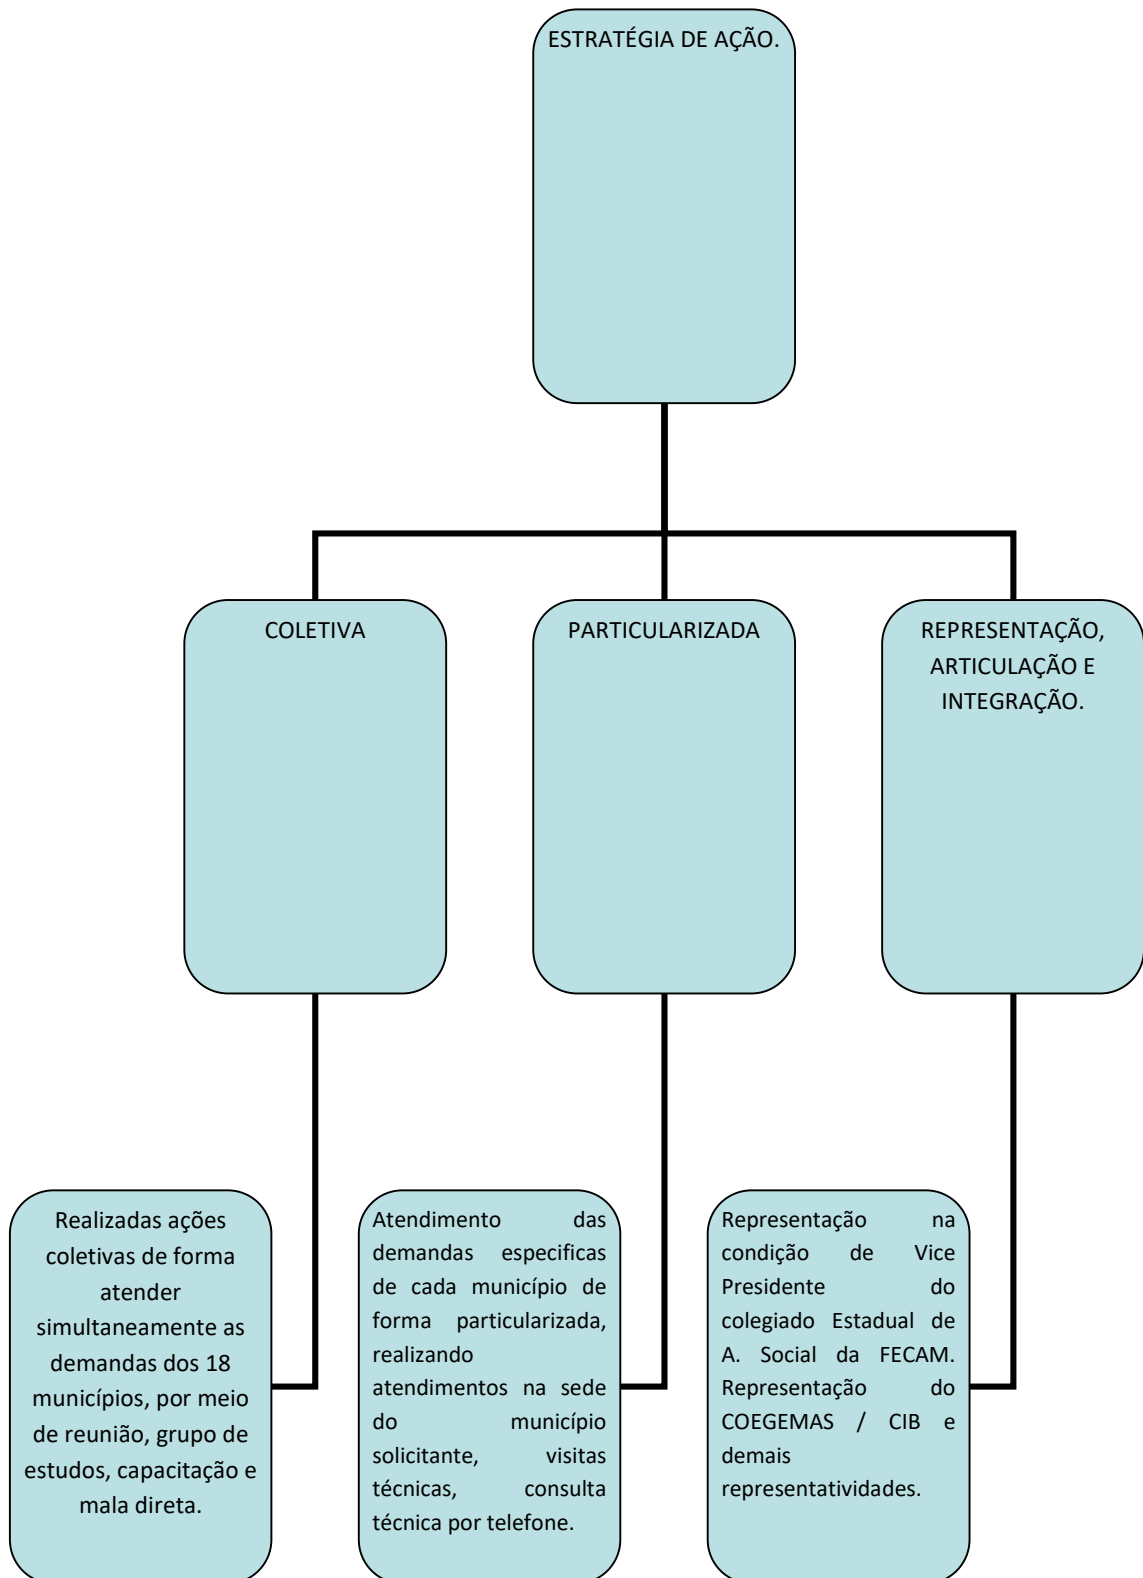 ESTRATÉGIA DE AÇÃO.
COLETIVA
PARTICULARIZADA
REPRESENTAÇÃO,
ARTICULAÇÃO E
INTEGRAÇÃO.
Realizadas ações
coletivas de forma
atender
simultaneamente as
demandas dos 18
municípios, por meio
de reunião, grupo de
estudos, capacitação e
mala direta.
Atendimento das
demandas especificas
de cada município de
forma particularizada,
realizando
atendimentos na sede
do município
solicitante, visitas
técnicas, consulta
técnica por telefone.
Representação na
condição de Vice
Presidente do
colegiado Estadual de
A. Social da FECAM.
Representação do
COEGEMAS / CIB e
demais
representatividades.